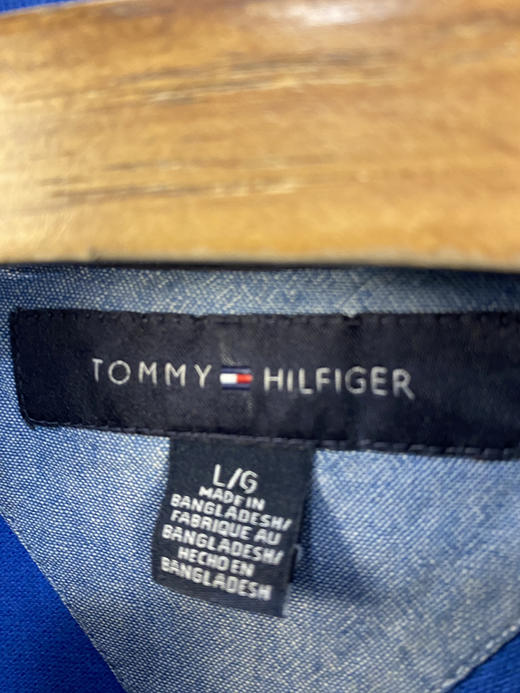 TOMMY HILFIGER
L/G
MADE IN
BANGLADESH/
FABRIQUE AU
BANGLADESH/
HECHO EN
BANGLADESH